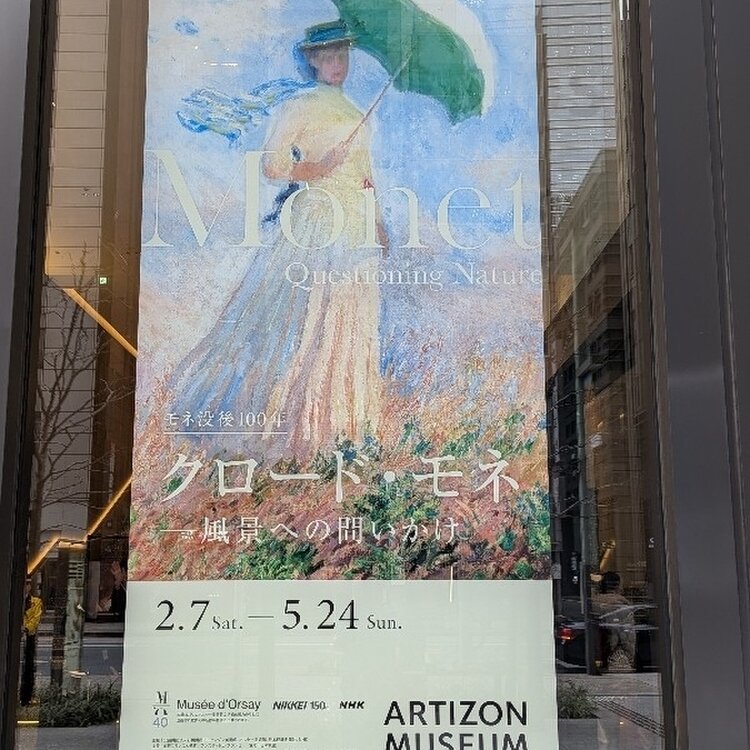 Monet
Questioning Nature
モネ没後100年
クロード・モネ
—風景への問いかけ
2.7 Sat. — 5.24 Sun.
40
Musée d'Orsay
NIKKEI 150
NHK
ARTIZON
MUSEUM